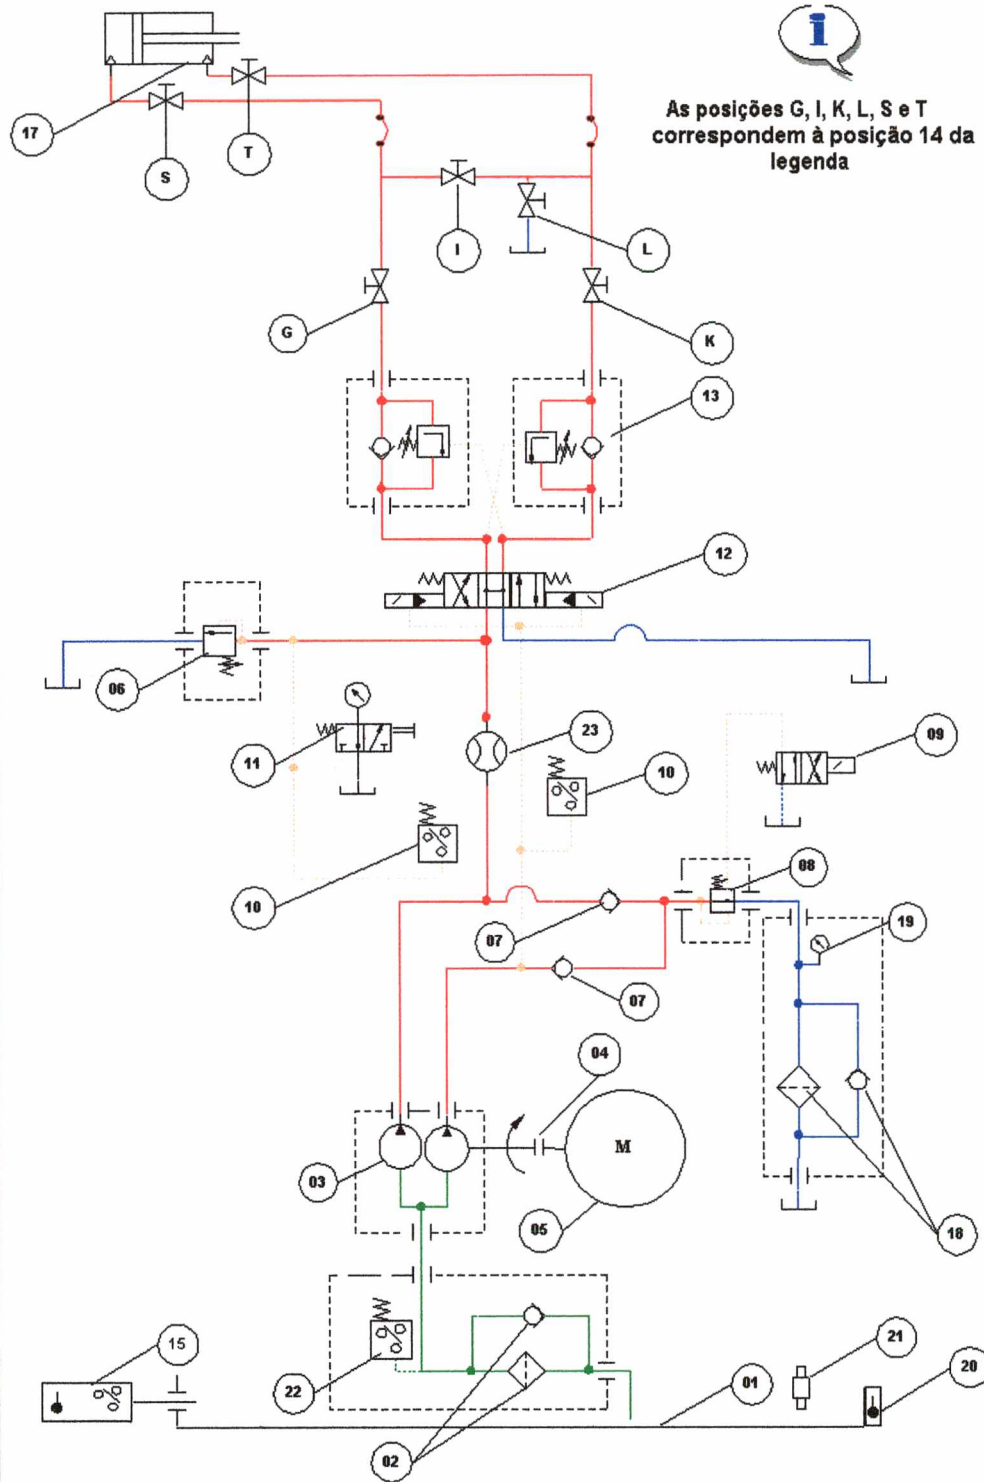 i
As posições G, I, K, L, S e T
correspondem à posição 14 da
legenda
17
T
S
I
L
G
K
13
12
06
11
23
10
09
10
08
07
19
07
04
03
M
05
18
15
22
21
01
20
02